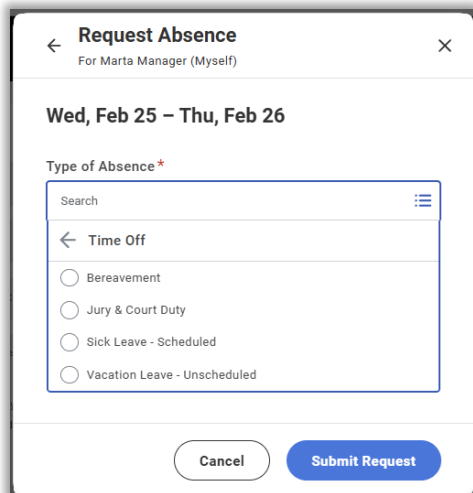 Request Absence
For Marta Manager (Myself)
Wed, Feb 25 – Thu, Feb 26
Type of Absence*
Search
Time Off
Bereavement
Jury & Court Duty
Sick Leave - Scheduled
Vacation Leave - Unscheduled
Cancel
Submit Request